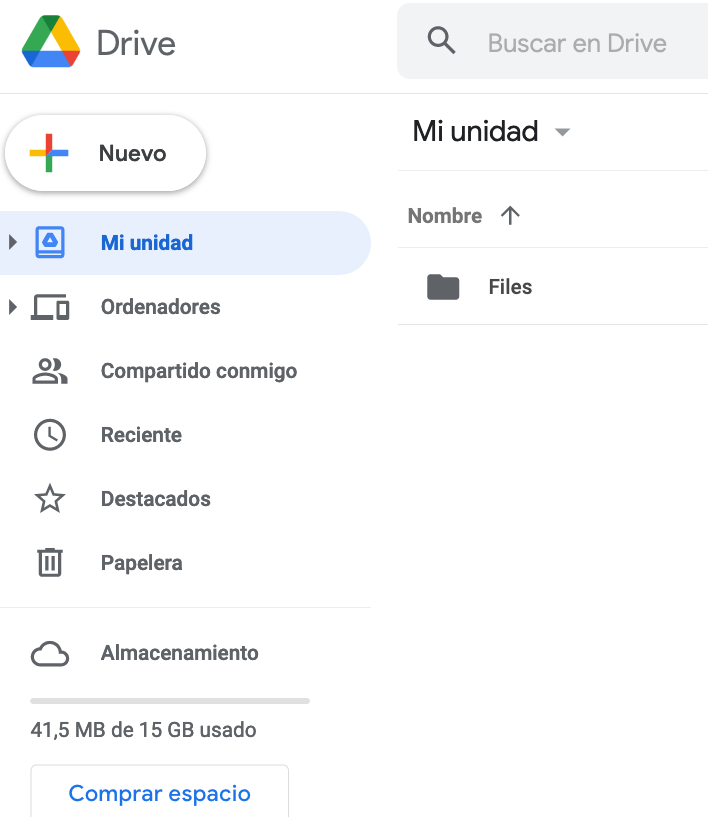 Drive
Buscar en Drive
Nuevo
Mi unidad
Ordenadores
Compartido conmigo
Reciente
Destacados
Papelera
Almacenamiento
41,5 MB de 15 GB usado
Comprar espacio
Mi unidad
Nombre
Files